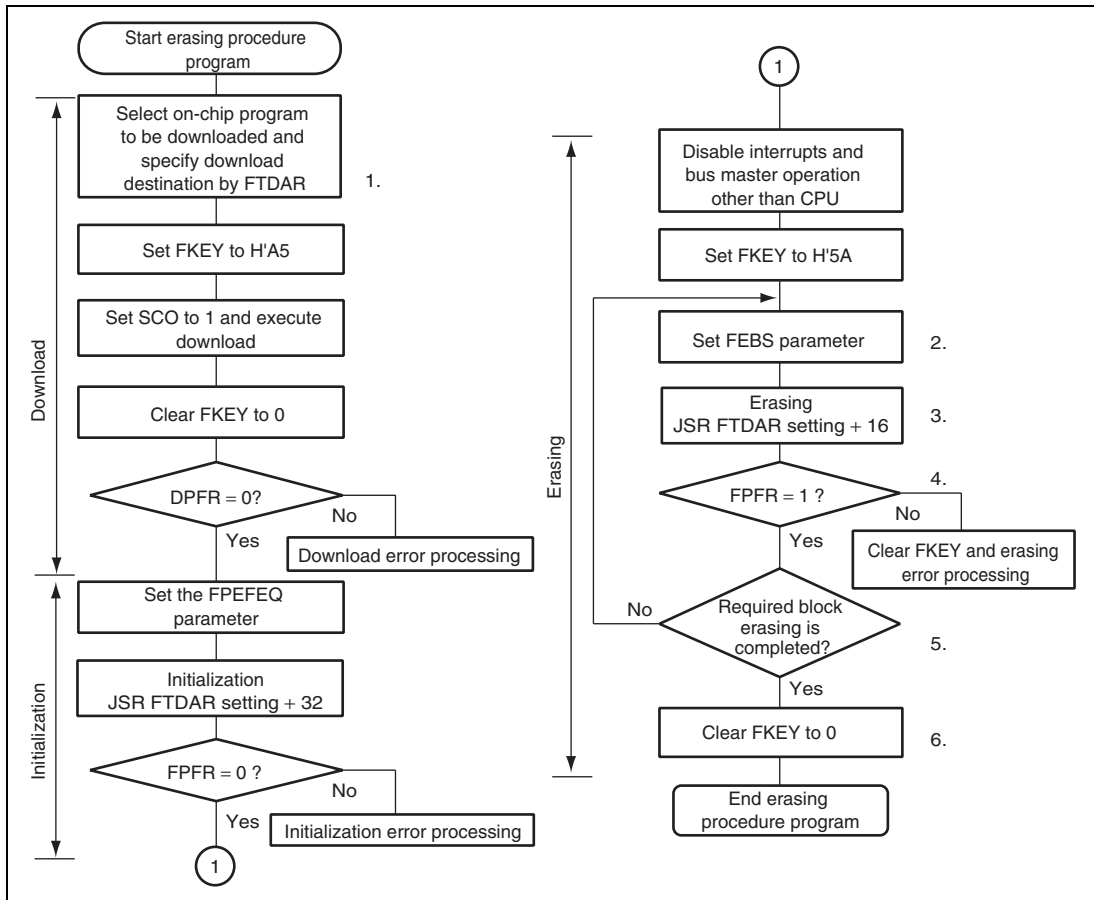 Start erasing procedure
program
Select on-chip program
to be downloaded and
specify download
destination by FTDAR
1.
Set FKEY to H'A5
Set SCO to 1 and execute
download
Clear FKEY to 0
DPFR = 0?
No
Yes
Download error processing
Download
Set the FPEFEQ
parameter
Initialization
JSR FTDAR setting + 32
FPFR = 0 ?
No
Yes
Initialization error processing
Initialization
1
1
Disable interrupts and
bus master operation
other than CPU
Set FKEY to H'5A
Set FEBS parameter
2.
Erasing
JSR FTDAR setting + 16
3.
4.
FPFR = 1 ?
No
Yes
Clear FKEY and erasing
error processing
Erasing
No
Required block
erasing is
completed?
5.
Yes
Clear FKEY to 0
6.
End erasing
procedure program